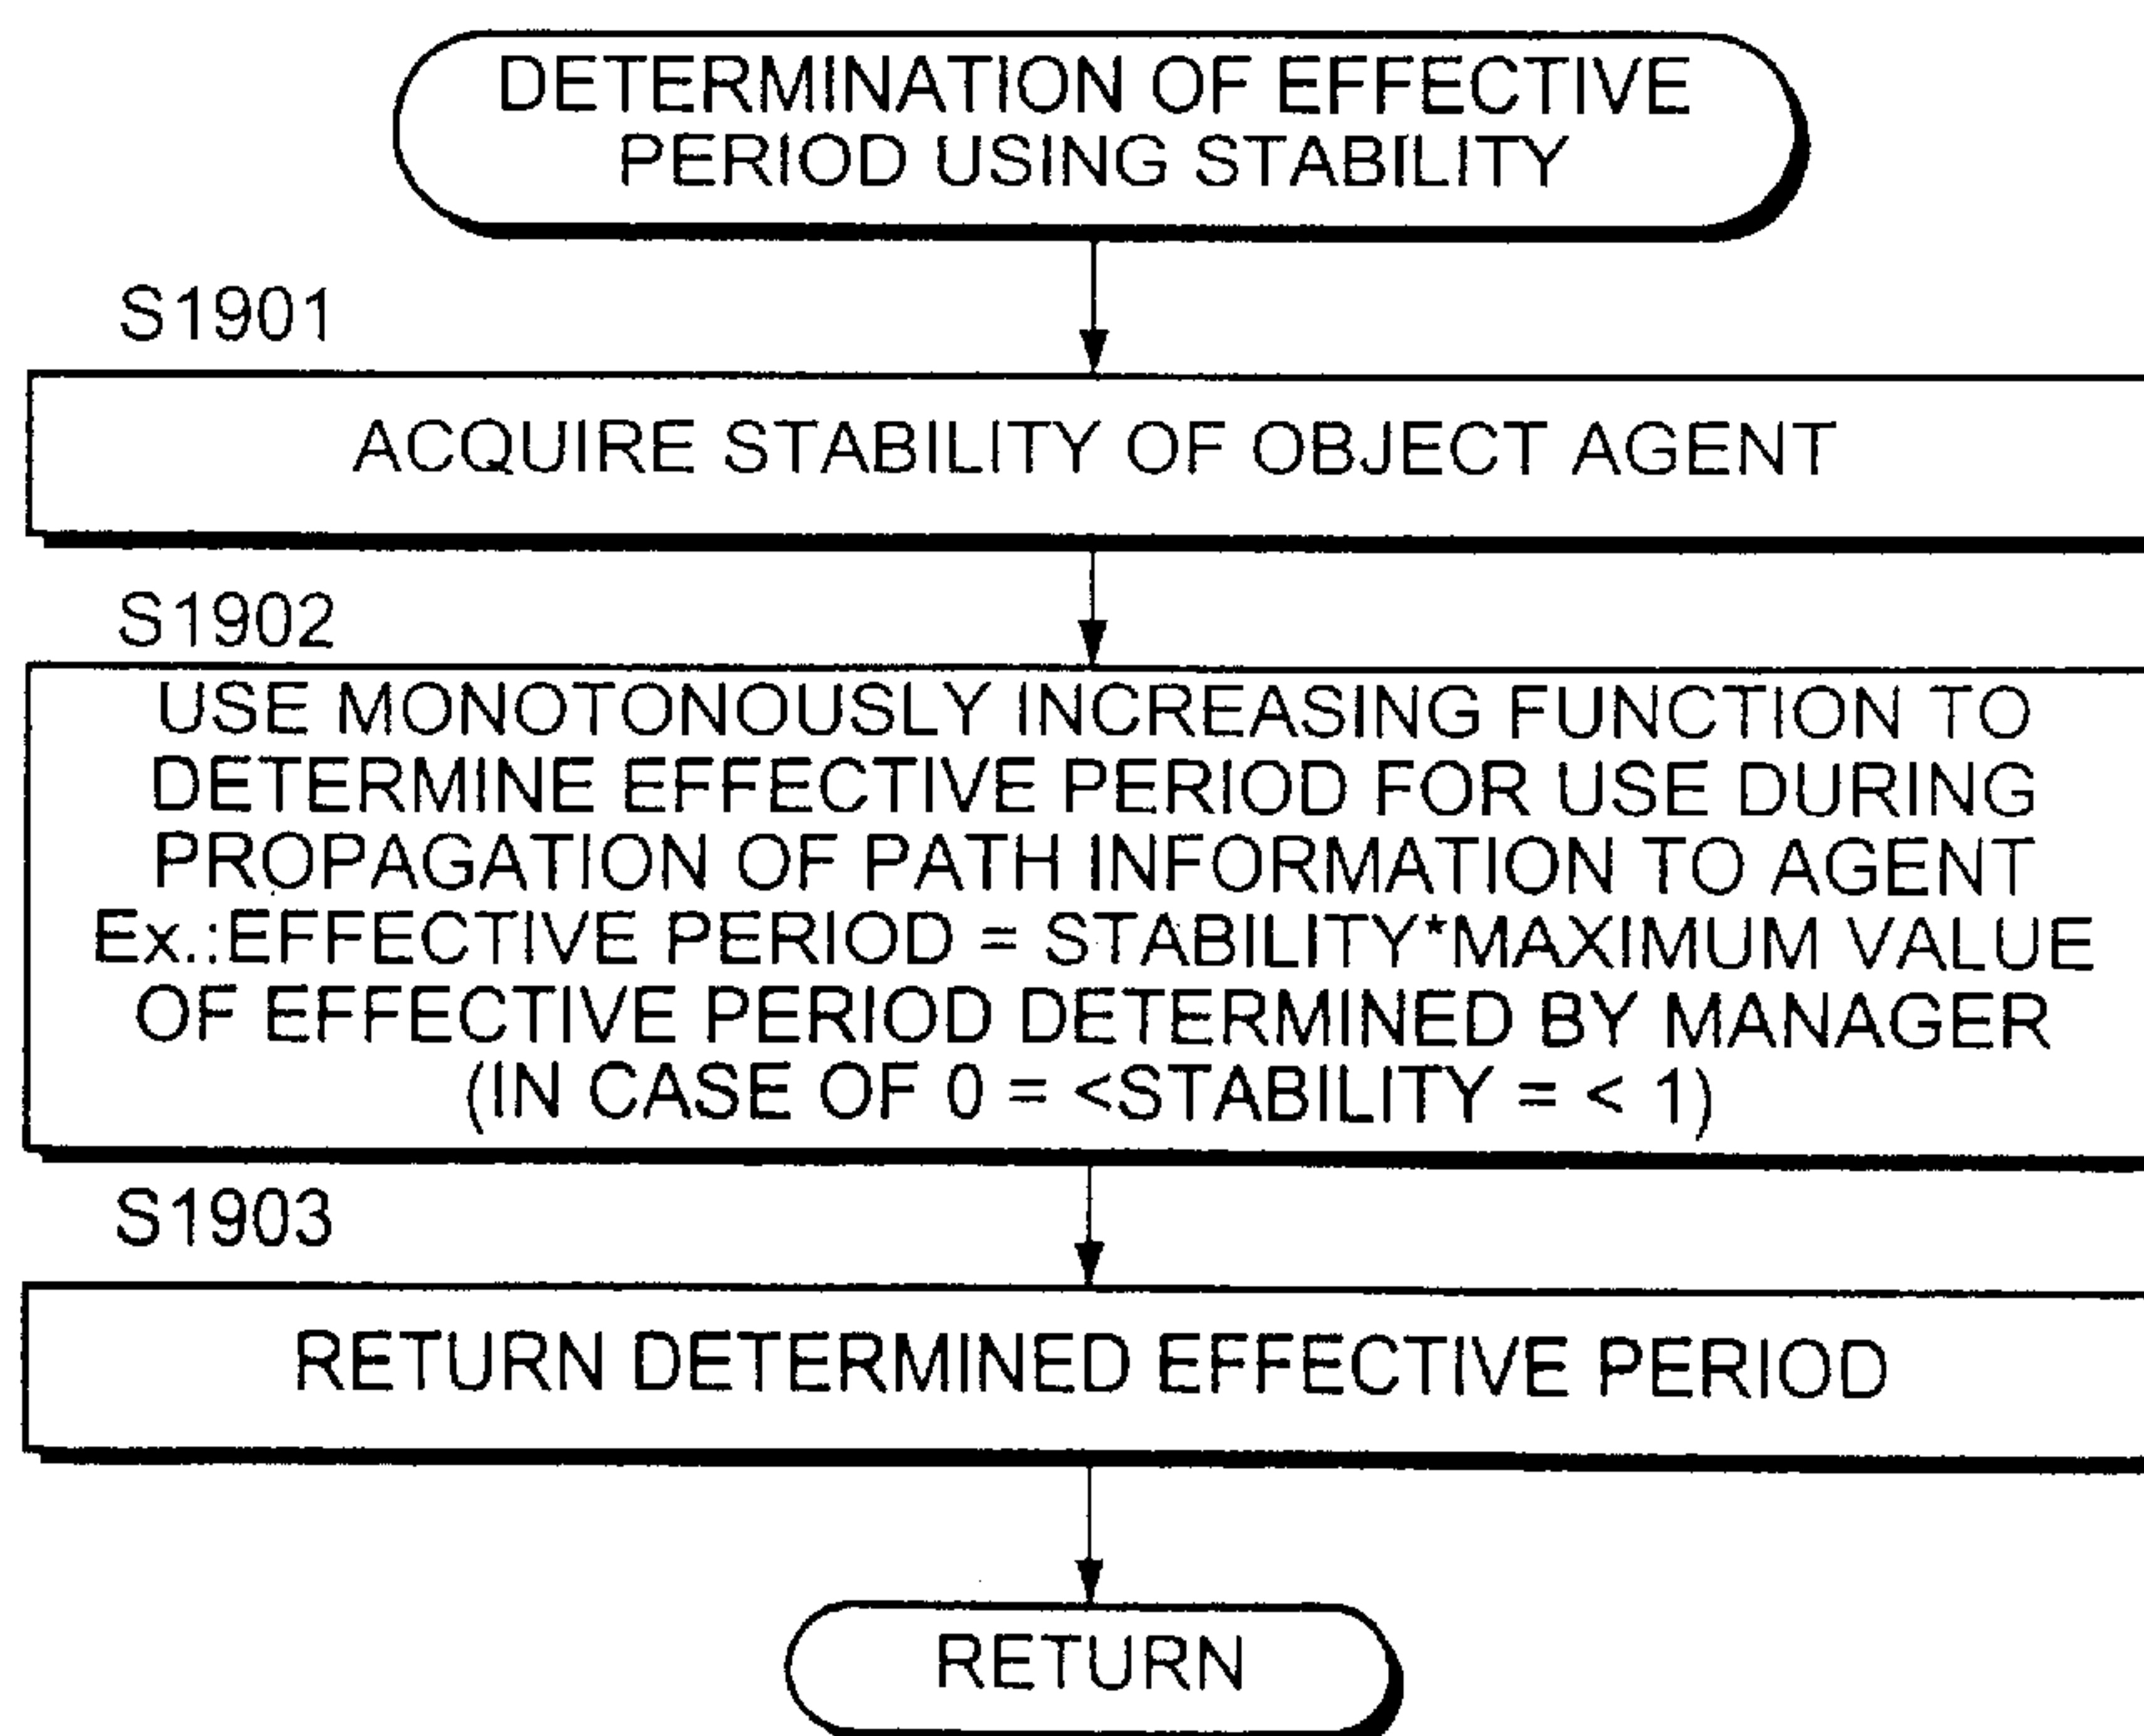 DETERMINATION OF EFFECTIVE
PERIOD USING STABILITY
S1901
ACQUIRE STABILITY OF OBJECT AGENT
S1902
USE MONOTONOUSLY INCREASING FUNCTION TO
DETERMINE EFFECTIVE PERIOD FOR USE DURING
PROPAGATION OF PATH INFORMATION TO AGENT
Ex.:EFFECTIVE PERIOD = STABILITY*MAXIMUM VALUE
OF EFFECTIVE PERIOD DETERMINED BY MANAGER
(IN CASE OF 0 = <STABILITY = < 1)
S1903
RETURN DETERMINED EFFECTIVE PERIOD
RETURN